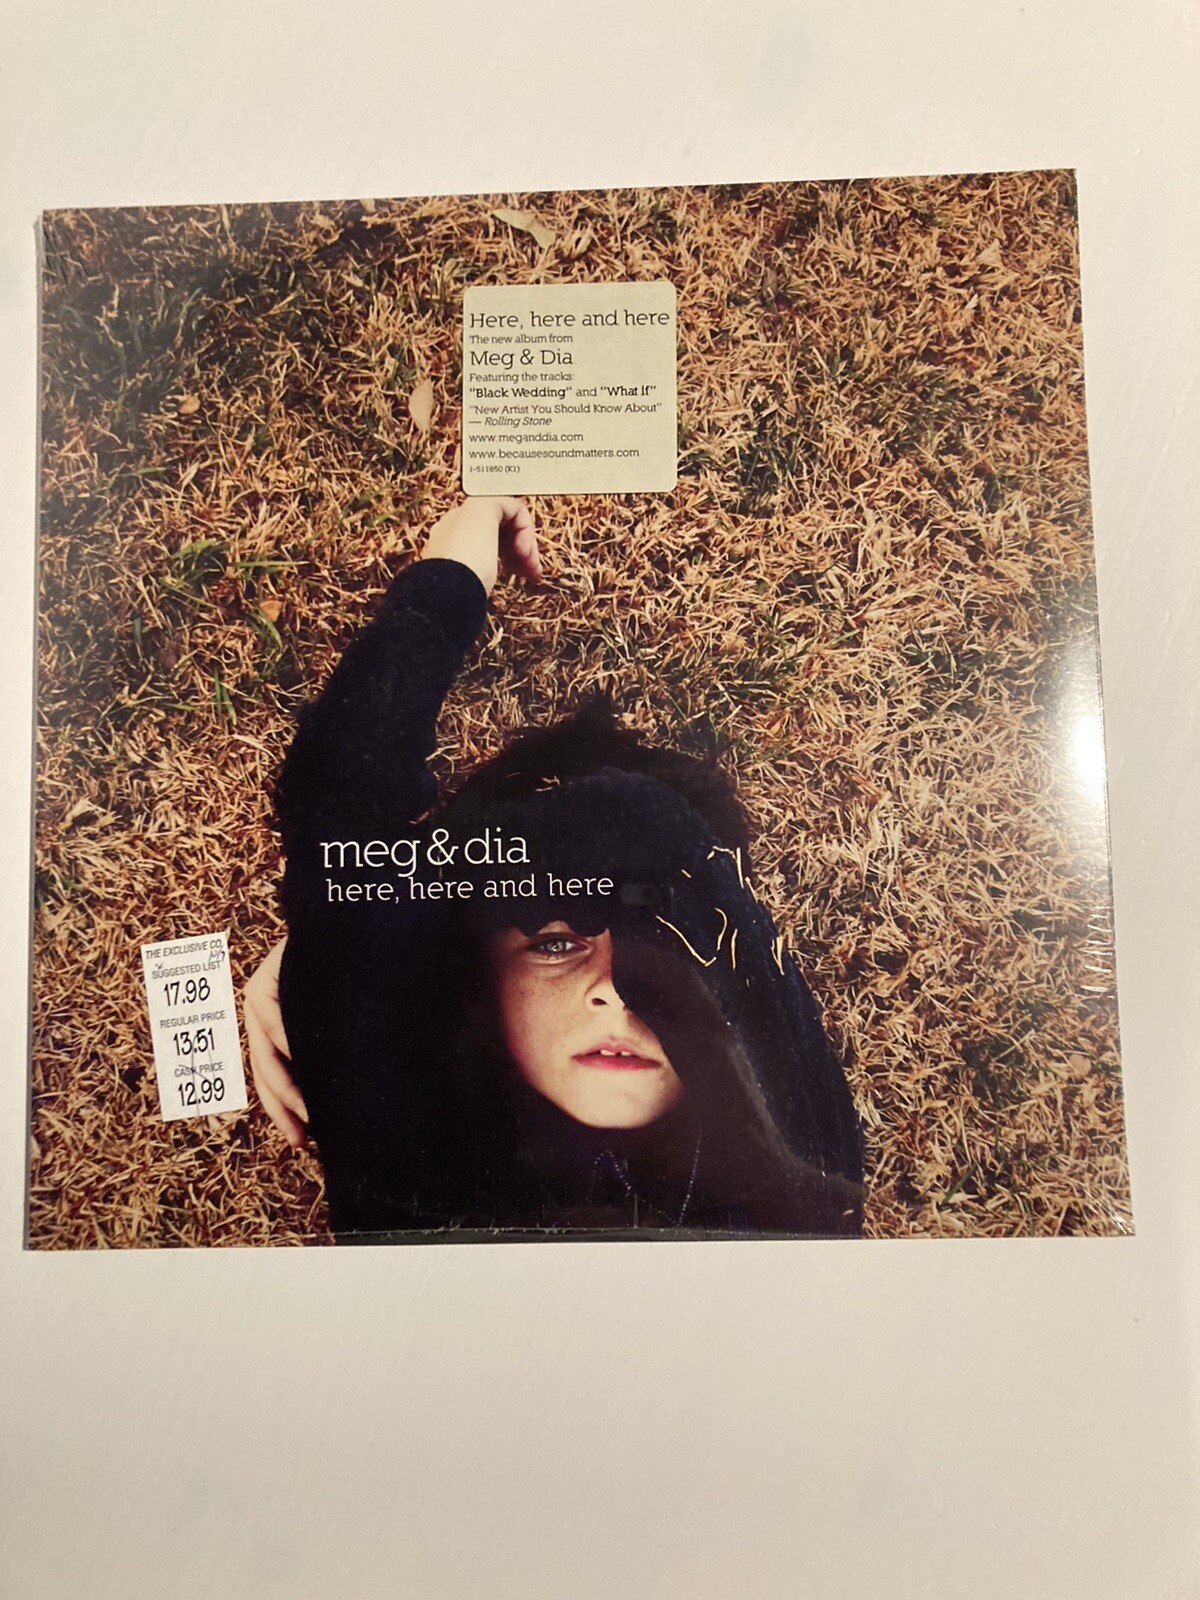 Here, here and here
The new album from
Meg & Dia
Featuring the tracks:
"Black Wedding" and "What If"
"New Artist You Should Know About"
— Rolling Stone
www.meganddia.com
www.becausesoundmatters.com
1-511650 (K1)
meg & dia
here, here and here
THE EXCLUSIVE CO.
SUGGESTED LIST
17.98
REGULAR PRICE
13.51
CASH PRICE
12.99